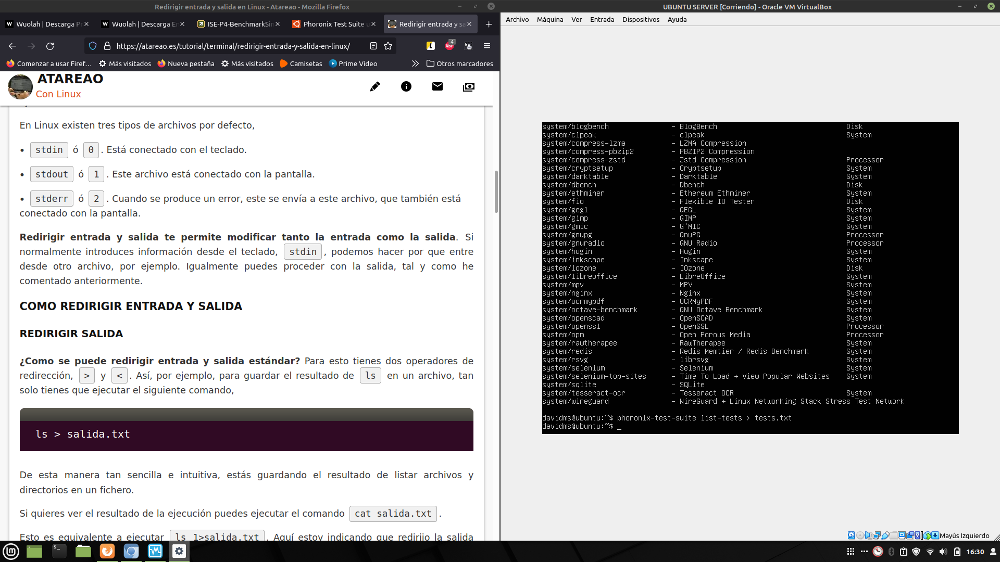 Redirigir entrada y salida en Linux - Atareao - Mozilla Firefox
Wuolah | Descarga Pr
Wuolah | Descarga En
ISE-P4-BenchmarkSin
Phoronix Test Suite u
Redirigir entrada y sa
4
ABP
https://atareao.es/tutorial/terminal/redirigir-entrada-y-salida-en-linux/
Comenzar a usar Firef…
Más visitados
Nueva pestaña
Más visitados
Camisetas
Prime Video
Otros marcadores
ATAREAO
Con Linux
En Linux existen tres tipos de archivos por defecto,
• stdin ó 0 . Está conectado con el teclado.
• stdout ó 1 . Este archivo está conectado con la pantalla.
• stderr ó 2 . Cuando se produce un error, este se envía a este archivo, que también está
conectado con la pantalla.
Redirigir entrada y salida te permite modificar tanto la entrada como la salida. Si
normalmente introduces información desde el teclado, stdin , podemos hacer por que entre
desde otro archivo, por ejemplo. Igualmente puedes proceder con la salida, tal y como he
comentado anteriormente.
COMO REDIRIGIR ENTRADA Y SALIDA
REDIRIGIR SALIDA
¿Como se puede redirigir entrada y salida estándar? Para esto tienes dos operadores de
redirección, > y < . Así, por ejemplo, para guardar el resultado de ls en un archivo, tan
solo tienes que ejecutar el siguiente comando,
ls > salida.txt
De esta manera tan sencilla e intuitiva, estás guardando el resultado de listar archivos y
directorios en un fichero.
Si quieres ver el resultado de la ejecución puedes ejecutar el comando cat salida.txt .
Esto es equivalente a ejecutar ls 1>salida.txt . Aquí estoy indicando que redirijo la salida
UBUNTU SERVER [Corriendo] - Oracle VM VirtualBox
Archivo Máquina Ver Entrada Dispositivos Ayuda
system/blogbench - BlogBench Disk
system/clpeak - clpeak System
system/compress-lzma - LZMA Compression
system/compress-pbzip2 - PBZIP2 Compression
system/compress-zstd - Zstd Compression Processor
system/cryptsetup - Cryptsetup System
system/darktable - Darktable System
system/dbench - Dbench Disk
system/ethminer - Ethereum Ethminer System
system/fio - Flexible IO Tester Disk
system/gegl - GEGL System
system/gimp - GIMP System
system/gmic - G'MIC System
system/gnupg - GnuPG Processor
system/gnuradio - GNU Radio Processor
system/hugin - Hugin System
system/inkscape - Inkscape System
system/iozone - IOzone Disk
system/libreoffice - LibreOffice System
system/mpv - MPV System
system/nginx - Nginx System
system/ocrmypdf - OCRMyPDF System
system/octave-benchmark - GNU Octave Benchmark System
system/openscad - OpenSCAD System
system/openssl - OpenSSL Processor
system/opm - Open Porous Media Processor
system/rawtherapee - RawTherapee System
system/redis - Redis Memtier / Redis Benchmark System
system/rsvg - librsvg System
system/selenium - Selenium System
system/selenium-top-sites - Time To Load + View Popular Websites System
system/sqlite - SQLite
system/tesseract-ocr - Tesseract OCR System
system/wireguard - WireGuard + Linux Networking Stack Stress Test Network
davidms@ubuntu:~$ phoronix-test-suite list-tests > tests.txt
davidms@ubuntu:~$ _
Mayús Izquierdo
16:30